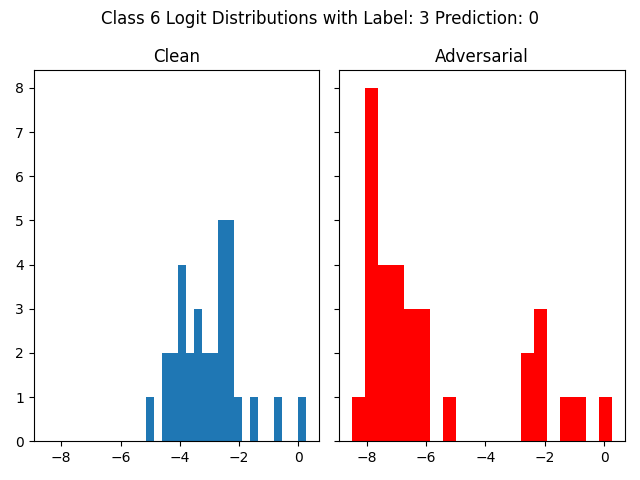 Class 6 Logit Distributions with Label: 3 Prediction: 0
Clean
Adversarial
8
7
6
5
4
3
2
1
0
−8 −6 −4 −2 0
−8 −6 −4 −2 0